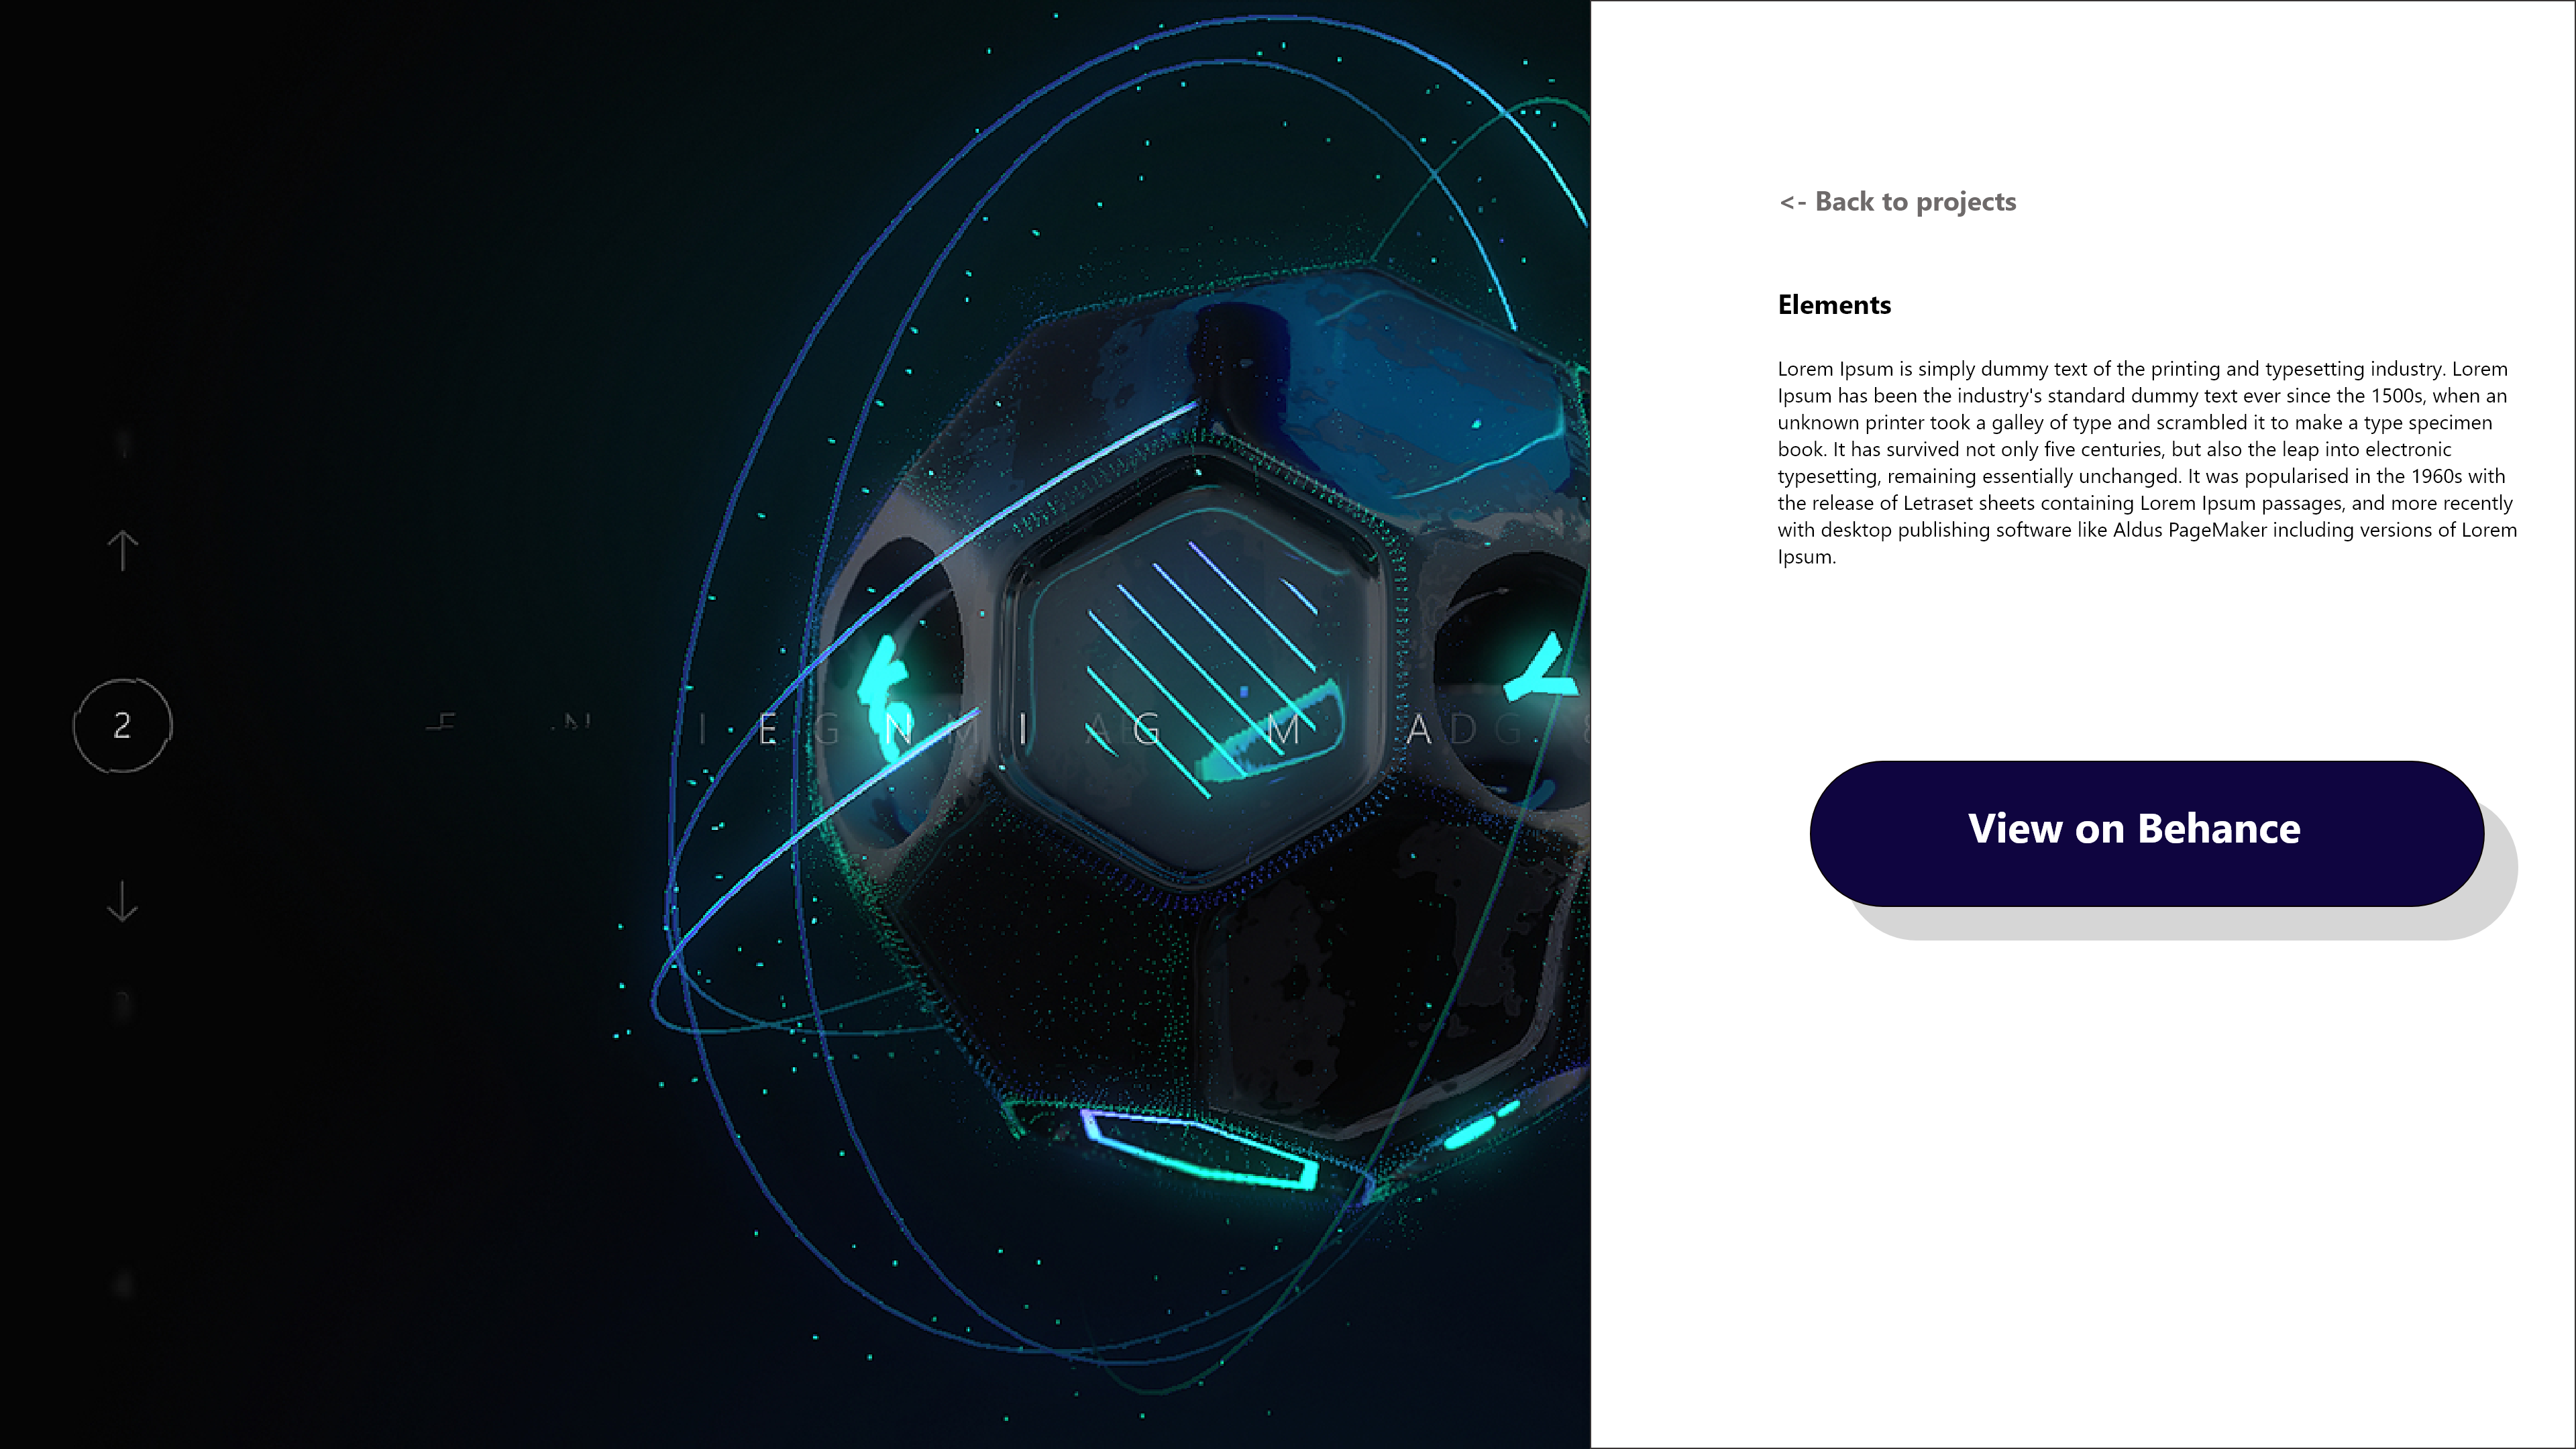 2
E N I G M A
<- Back to projects
Elements
Lorem Ipsum is simply dummy text of the printing and typesetting industry. Lorem
Ipsum has been the industry's standard dummy text ever since the 1500s, when an
unknown printer took a galley of type and scrambled it to make a type specimen
book. It has survived not only five centuries, but also the leap into electronic
typesetting, remaining essentially unchanged. It was popularised in the 1960s with
the release of Letraset sheets containing Lorem Ipsum passages, and more recently
with desktop publishing software like Aldus PageMaker including versions of Lorem
Ipsum.
View on Behance